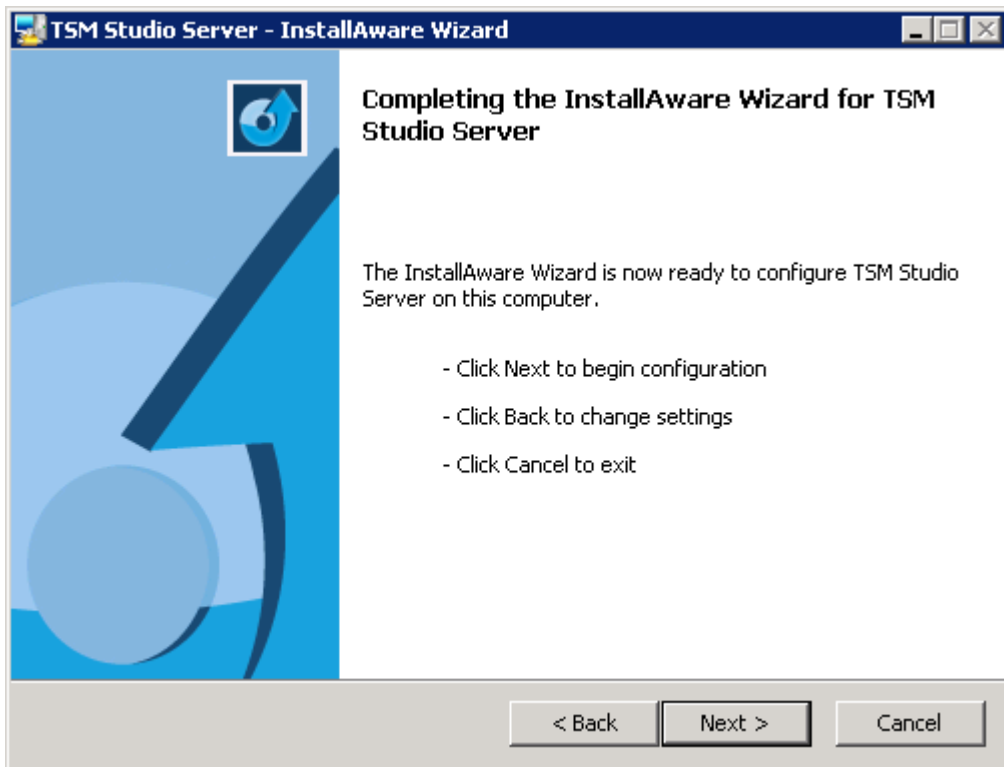 TSM Studio Server - InstallAware Wizard
Completing the InstallAware Wizard for TSM
Studio Server
The InstallAware Wizard is now ready to configure TSM Studio
Server on this computer.
- Click Next to begin configuration
- Click Back to change settings
- Click Cancel to exit
< Back
Next >
Cancel